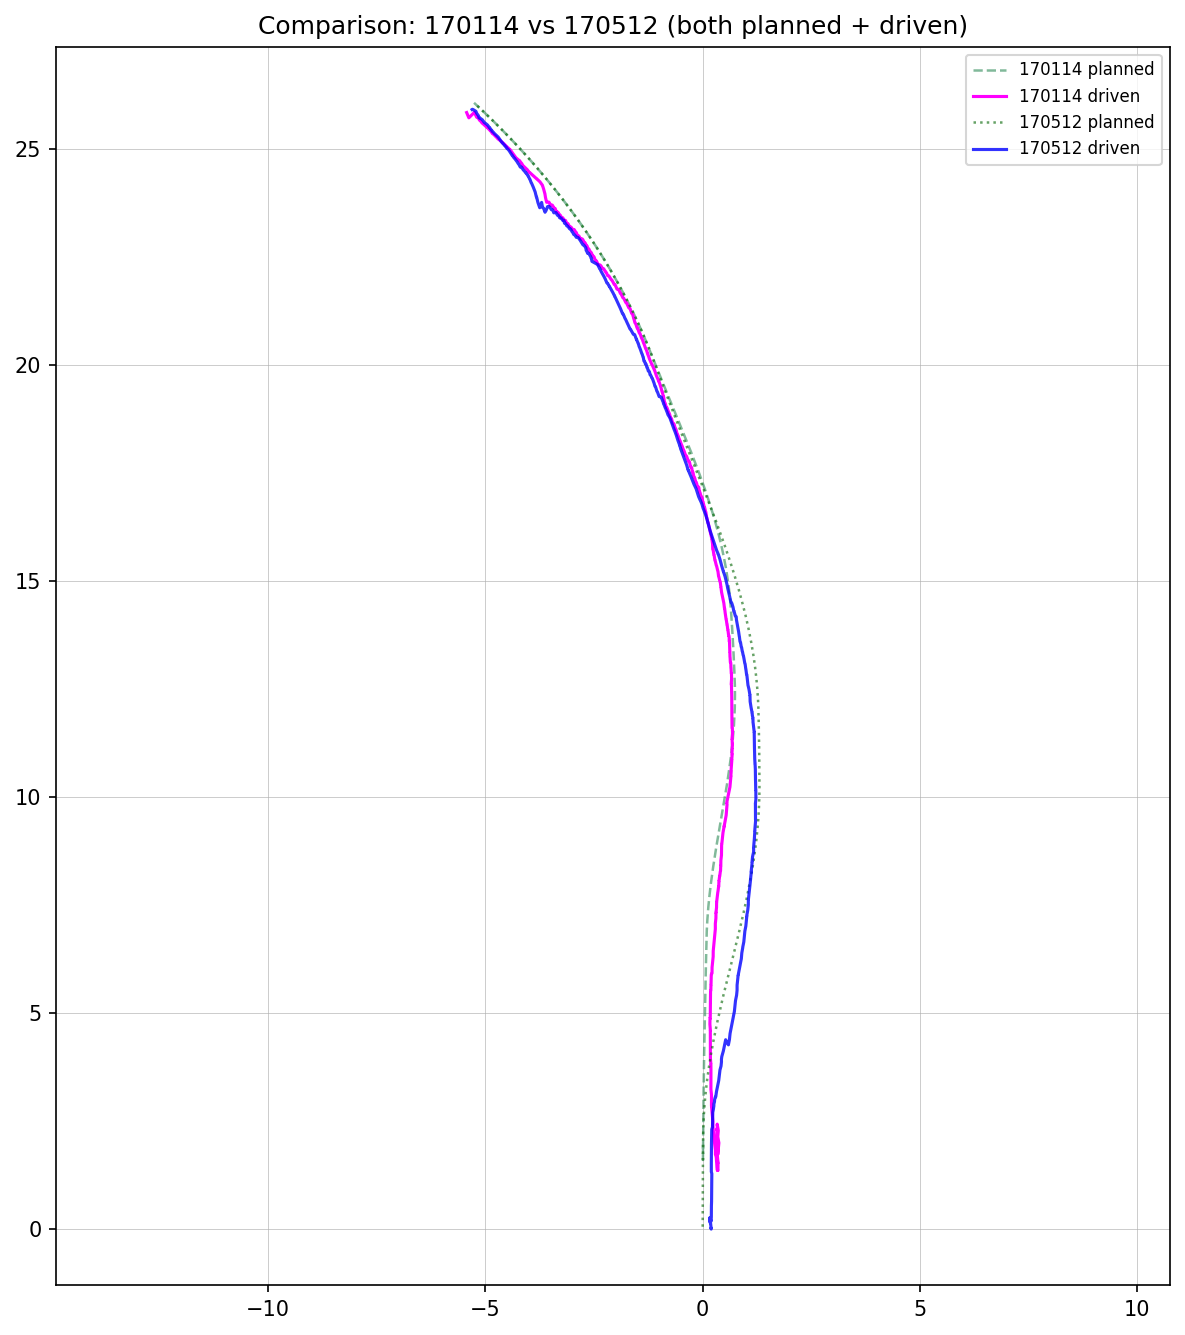 Comparison: 170114 vs 170512 (both planned + driven)
170114 planned
170114 driven
170512 planned
170512 driven
25
20
15
10
5
0
−10
−5
0
5
10